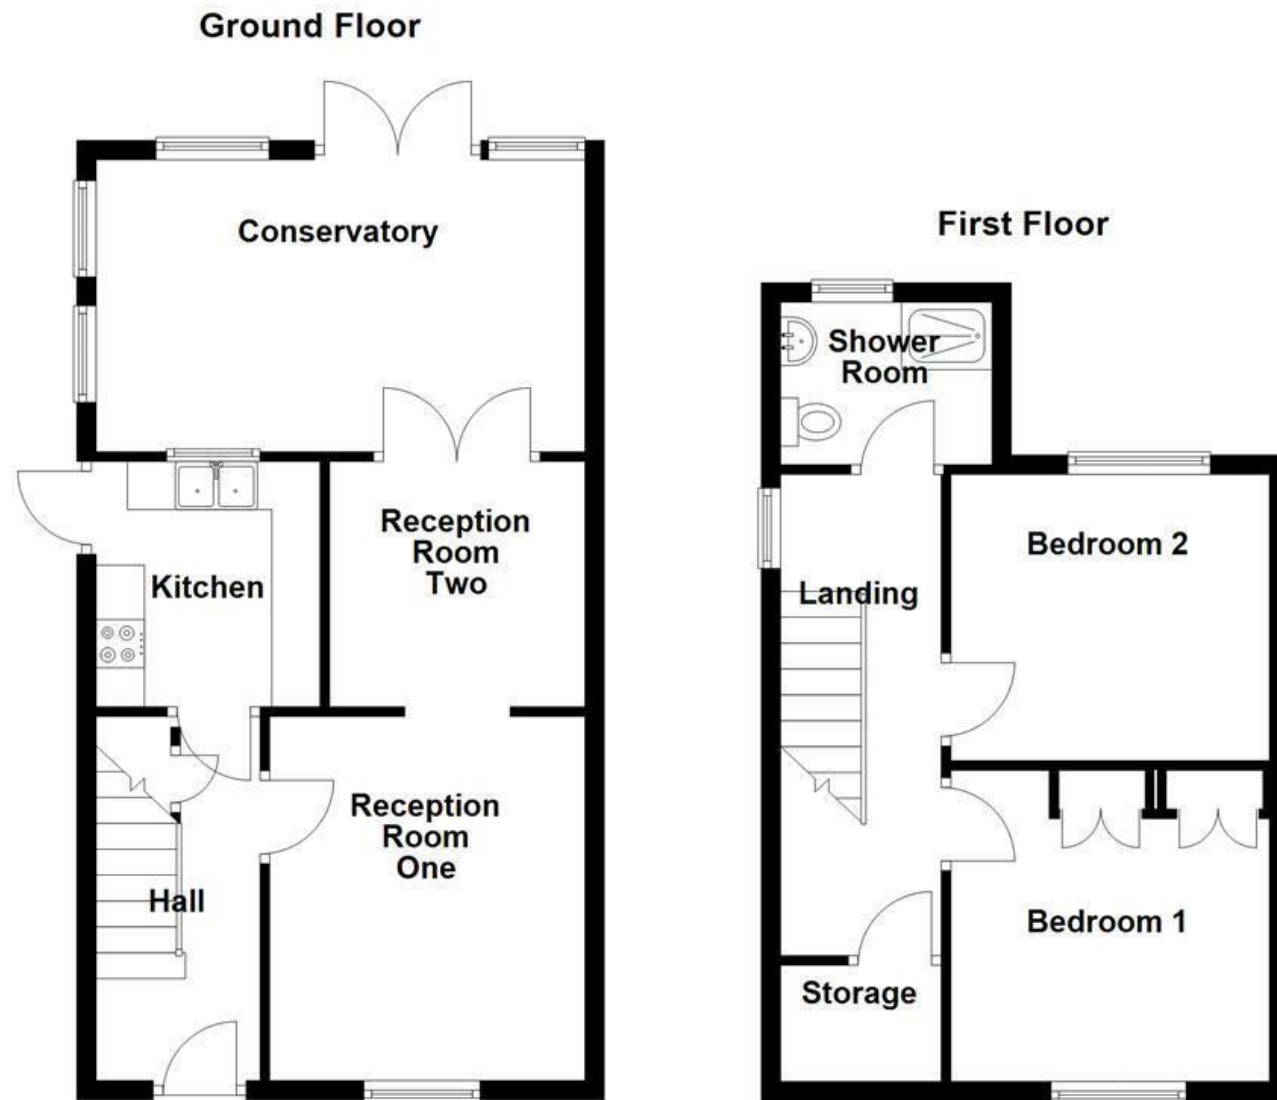 Ground Floor
Conservatory
Kitchen
Reception
Room
Two
Reception
Room
One
Hall
First Floor
Shower
Room
Landing
Bedroom 2
Bedroom 1
Storage